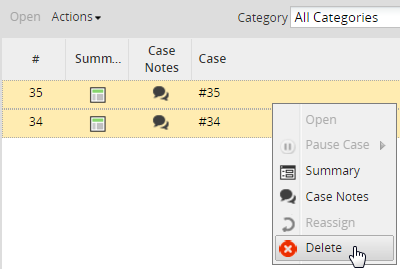 Open Actions Category All Categories
# Summ... Case Notes Case
35 #35
34 #34
Open
Pause Case
Summary
Case Notes
Reassign
Delete